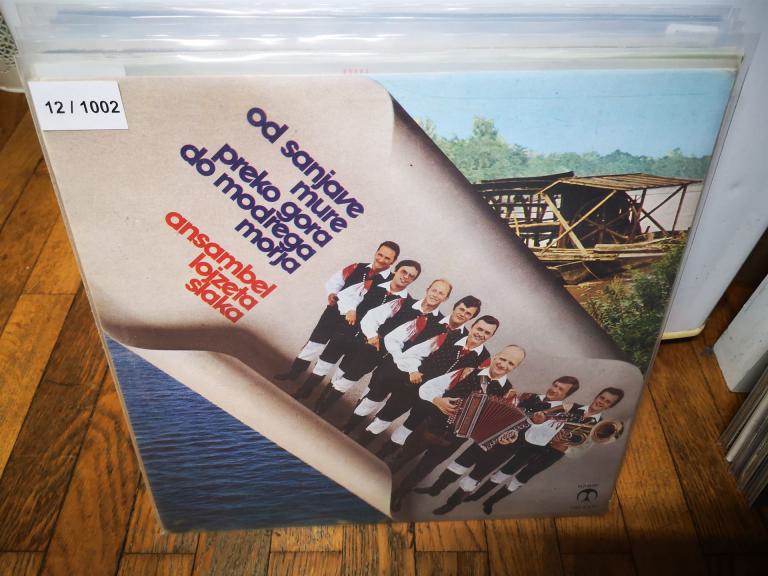 12 / 1002
od sanjave
mure
preko gora
do modrega
morja
ansambel
lojzeta
slaka